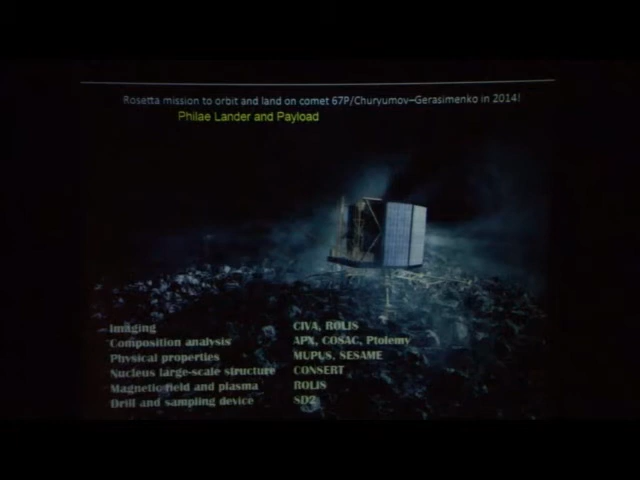 Rosetta mission to orbit and land on comet 67P/Churyumov–Gerasimenko in 2014!
Philae Lander and Payload
Imaging CIVA, ROLIS
Composition analysis APX, COSAC, Ptolemy
Physical properties MUPUS, SESAME
Nucleus large-scale structure CONSERT
Magnetic field and plasma ROLIS
Drill and sampling device SD2